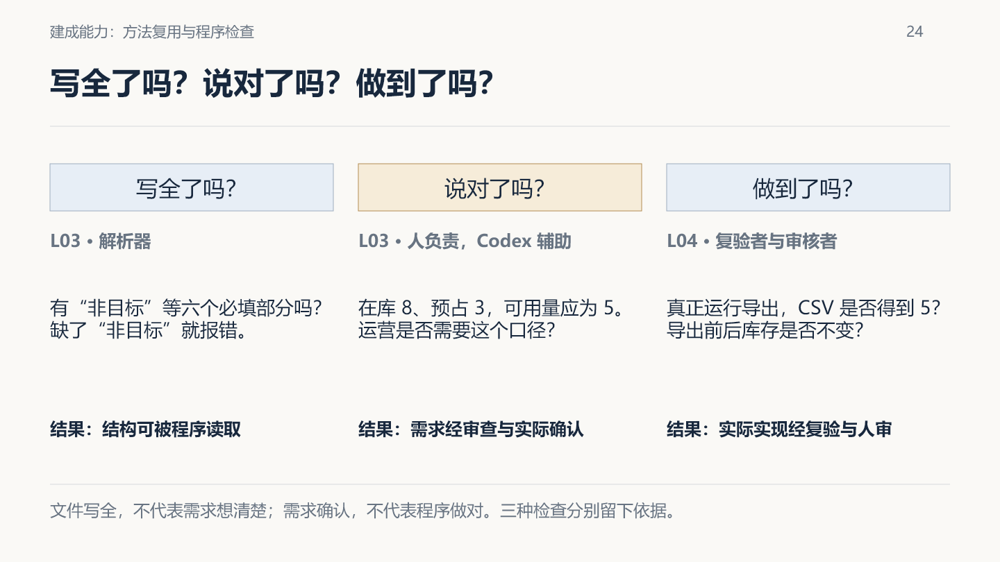 建成能力：方法复用与程序检查
24
写全了吗？说对了吗？做到了吗？
写全了吗？
说对了吗？
做到了吗？
L03 · 解析器
L03 · 人负责，Codex 辅助
L04 · 复验者与审核者
有“非目标”等六个必填部分吗？
缺了“非目标”就报错。
在库 8、预占 3，可用量应为 5。
运营是否需要这个口径？
真正运行导出，CSV 是否得到 5？
导出前后库存是否不变？
结果：结构可被程序读取
结果：需求经审查与实际确认
结果：实际实现经复验与人审
文件写全，不代表需求想清楚；需求确认，不代表程序做对。三种检查分别留下依据。